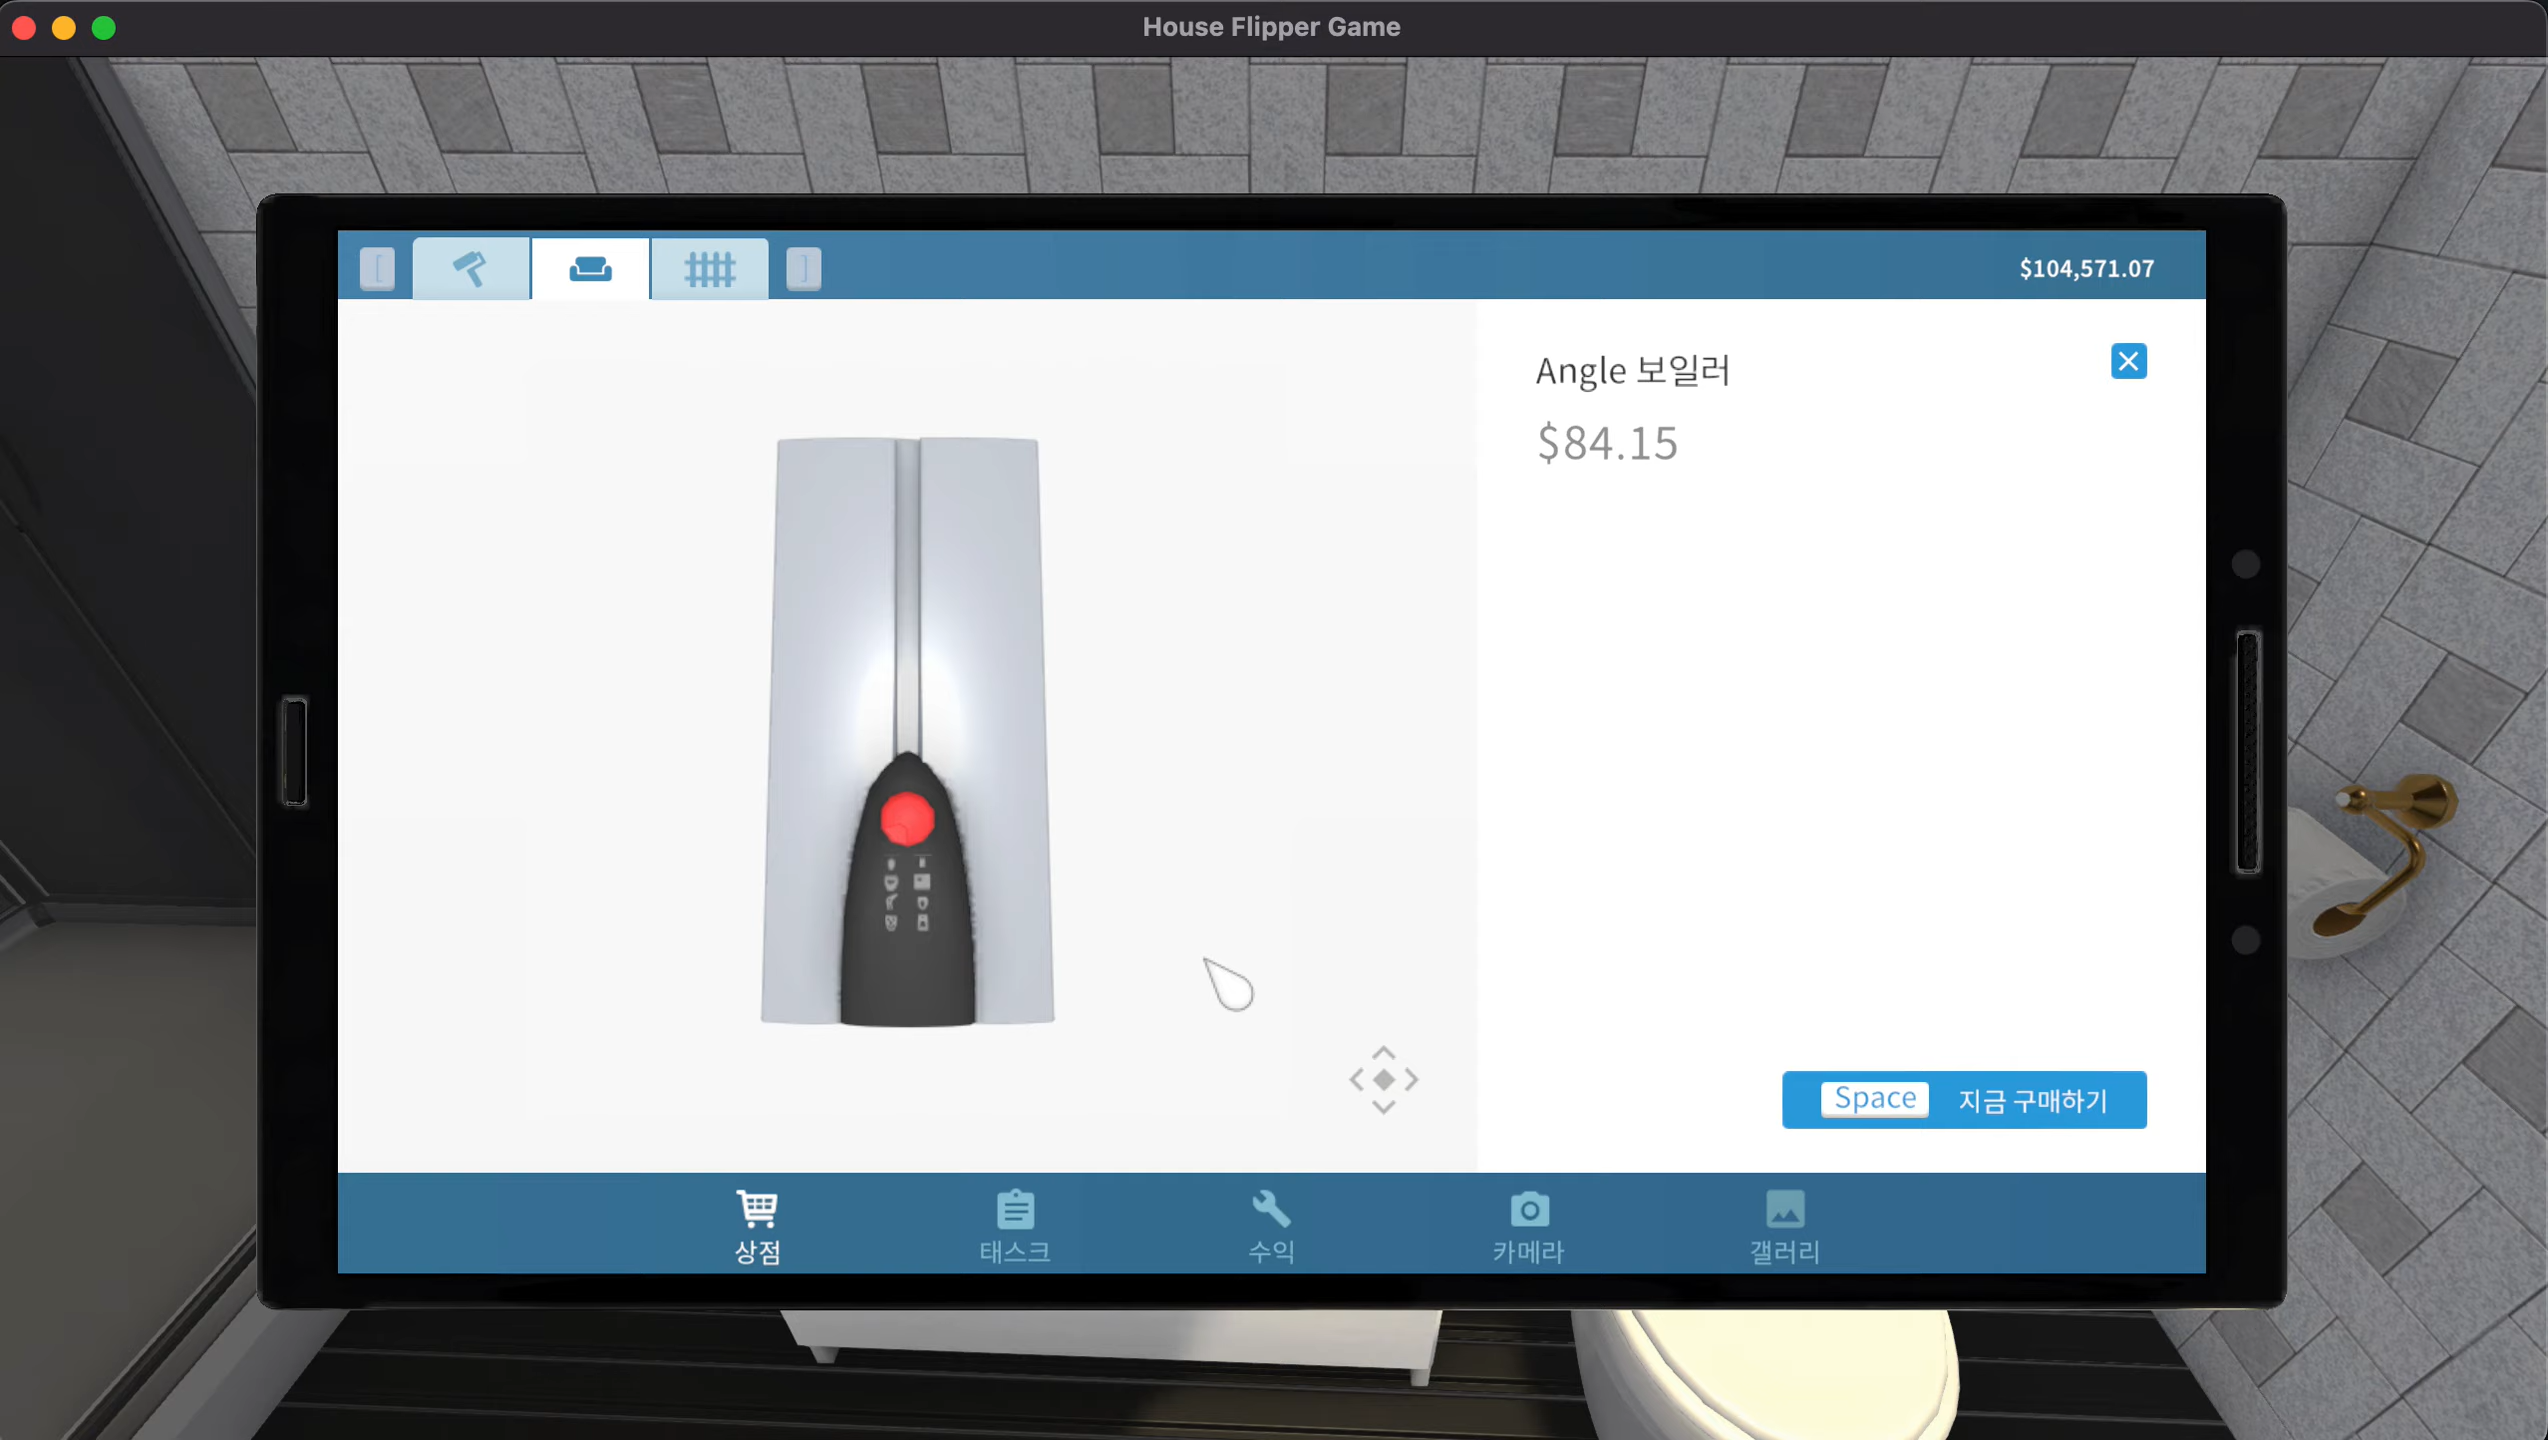 House Flipper Game
[
]
$104,571.07
Angle 보일러
$84.15
Space 지금 구매하기
상점
태스크
수익
카메라
갤러리